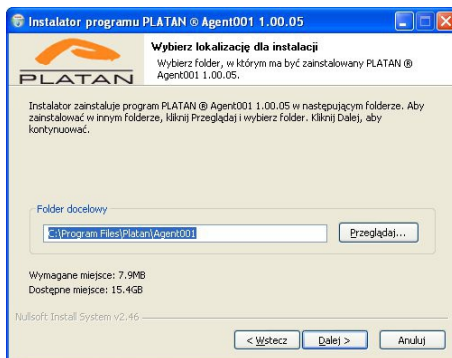 Instalator programu PLATAN ® Agent001 1.00.05
PLATAN
Wybierz lokalizację dla instalacji
Wybierz folder, w którym ma być zainstalowany PLATAN ®
Agent001 1.00.05.
Instalator zainstaluje program PLATAN ® Agent001 1.00.05 w następującym folderze. Aby
zainstalować w innym folderze, kliknij Przeglądaj i wybierz folder. Kliknij Dalej, aby
kontynuować.
Folder docelowy
C:\Program Files\Platan\Agent001
Przeglądaj...
Wymagane miejsce: 7.9MB
Dostępne miejsce: 15.4GB
Nullsoft Install System v2.46
< Wstecz
Dalej >
Anuluj